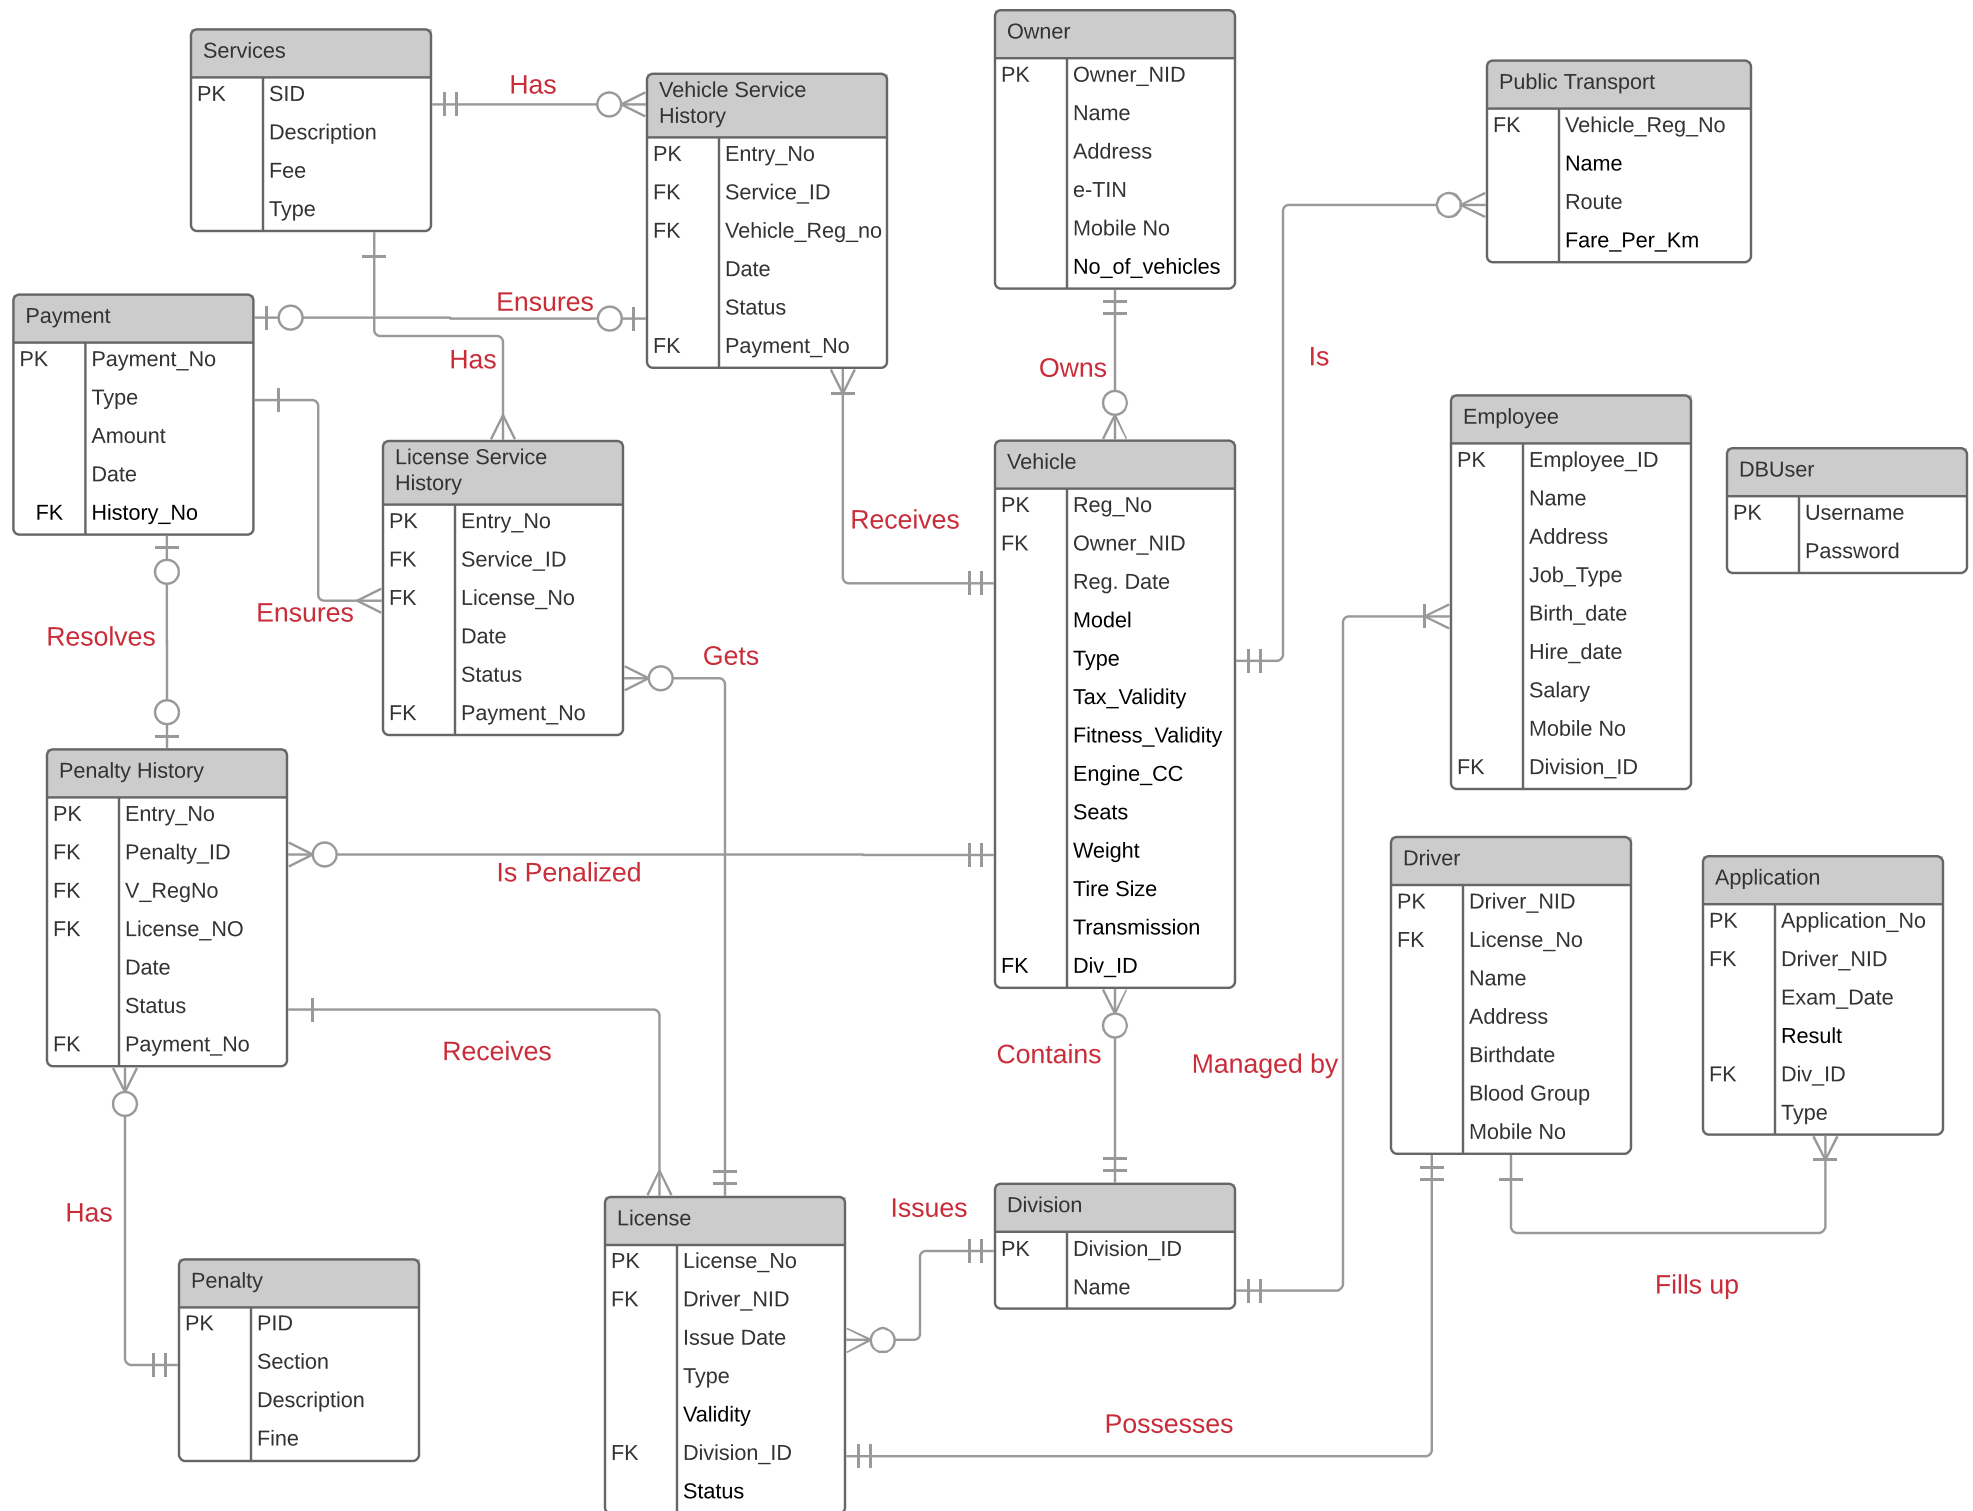 Services
PK SID
Description
Fee
Type
Has
Vehicle Service
History
PK Entry_No
FK Service_ID
FK Vehicle_Reg_no
Date
Status
FK Payment_No
Owner
PK Owner_NID
Name
Address
e-TIN
Mobile No
No_of_vehicles
Public Transport
FK Vehicle_Reg_No
Name
Route
Fare_Per_Km
Payment
PK Payment_No
Type
Amount
Date
FK History_No
Ensures
Has
Owns
Is
License Service
History
PK Entry_No
FK Service_ID
FK License_No
Date
Status
FK Payment_No
Ensures
Resolves
Gets
Receives
Vehicle
PK Reg_No
FK Owner_NID
Reg. Date
Model
Type
Tax_Validity
Fitness_Validity
Engine_CC
Seats
Weight
Tire Size
Transmission
FK Div_ID
Employee
PK Employee_ID
Name
Address
Job_Type
Birth_date
Hire_date
Salary
Mobile No
FK Division_ID
DBUser
PK Username
Password
Penalty History
PK Entry_No
FK Penalty_ID
FK V_RegNo
FK License_NO
Date
Status
FK Payment_No
Is Penalized
Receives
Contains
Managed by
Driver
PK Driver_NID
FK License_No
Name
Address
Birthdate
Blood Group
Mobile No
Application
PK Application_No
FK Driver_NID
Exam_Date
Result
FK Div_ID
Type
Has
Penalty
PK PID
Section
Description
Fine
License
PK License_No
FK Driver_NID
Issue Date
Type
Validity
FK Division_ID
Status
Issues
Division
PK Division_ID
Name
Fills up
Possesses